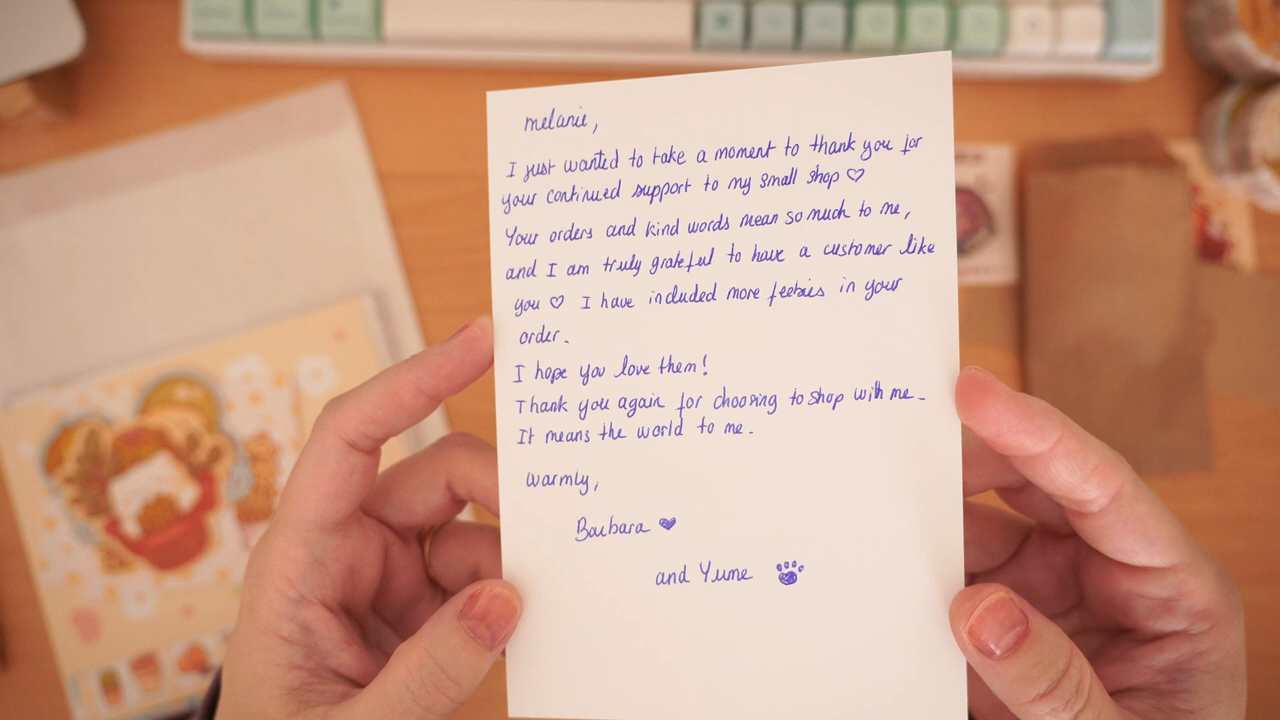 melanie,
I just wanted to take a moment to thank you for
your continued support to my small shop ♡
Your orders and kind words mean so much to me,
and I am truly grateful to have a customer like
you ♡ I have included more feebies in your
order.
I hope you love them!
Thank you again for choosing to shop with me.
It means the world to me.
warmly,
Barbara ♥
and Yume 🐾